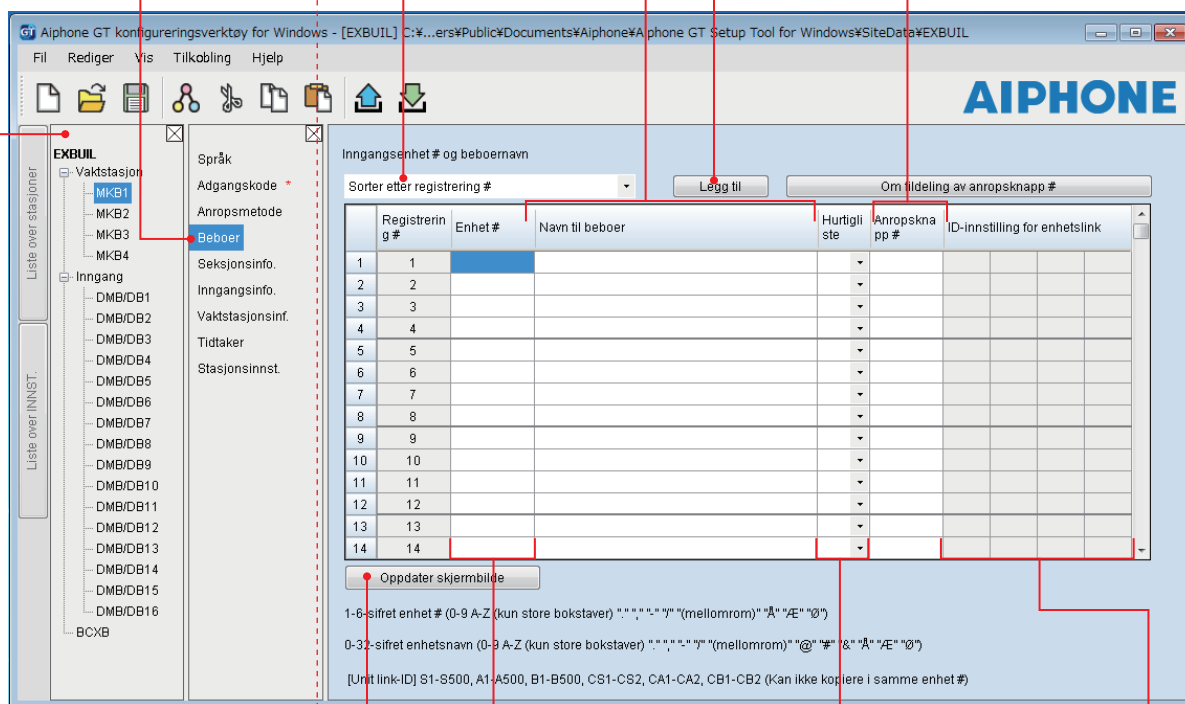 Aiphone GT konfigureringsverktøy for Windows - [EXBUIL] C:¥...ers¥Public¥Documents¥Aiphone¥Aiphone GT Setup Tool for Windows¥SiteData¥EXBUIL
Fil Rediger Vis Tilkobling Hjelp
AIPHONE
Liste over stasjoner
Liste over INNST.
EXBUIL
Vaktstasjon
MKB1
MKB2
MKB3
MKB4
Inngang
DMB/DB1
DMB/DB2
DMB/DB3
DMB/DB4
DMB/DB5
DMB/DB6
DMB/DB7
DMB/DB8
DMB/DB9
DMB/DB10
DMB/DB11
DMB/DB12
DMB/DB13
DMB/DB14
DMB/DB15
DMB/DB16
BCXB
Språk
Adgangskode *
Anropsmetode
Beboer
Seksjonsinfo.
Inngangsinfo.
Vaktstasjonsinf.
Tidtaker
Stasjonsinnst.
Inngangsenhet # og beboernavn
Sorter etter registrering # Legg til Om tildeling av anropsknapp #
Registrering # Enhet # Navn til beboer Hurtigliste Anropsknapp # ID-innstilling for enhetslink
1 1
2 2
3 3
4 4
5 5
6 6
7 7
8 8
9 9
10 10
11 11
12 12
13 13
14 14
Oppdater skjermbilde
1-6-sifret enhet # (0-9 A-Z (kun store bokstaver) "." "," "-" "/" "(mellomrom)" "Å" "Æ" "Ø")
0-32-sifret enhetsnavn (0-9 A-Z (kun store bokstaver) "." "," "-" "/" "(mellomrom)" "@" "#" "&" "Å" "Æ" "Ø")
[Unit link-ID] S1-S500, A1-A500, B1-B500, CS1-CS2, CA1-CA2, CB1-CB2 (Kan ikke kopiere i samme enhet #)